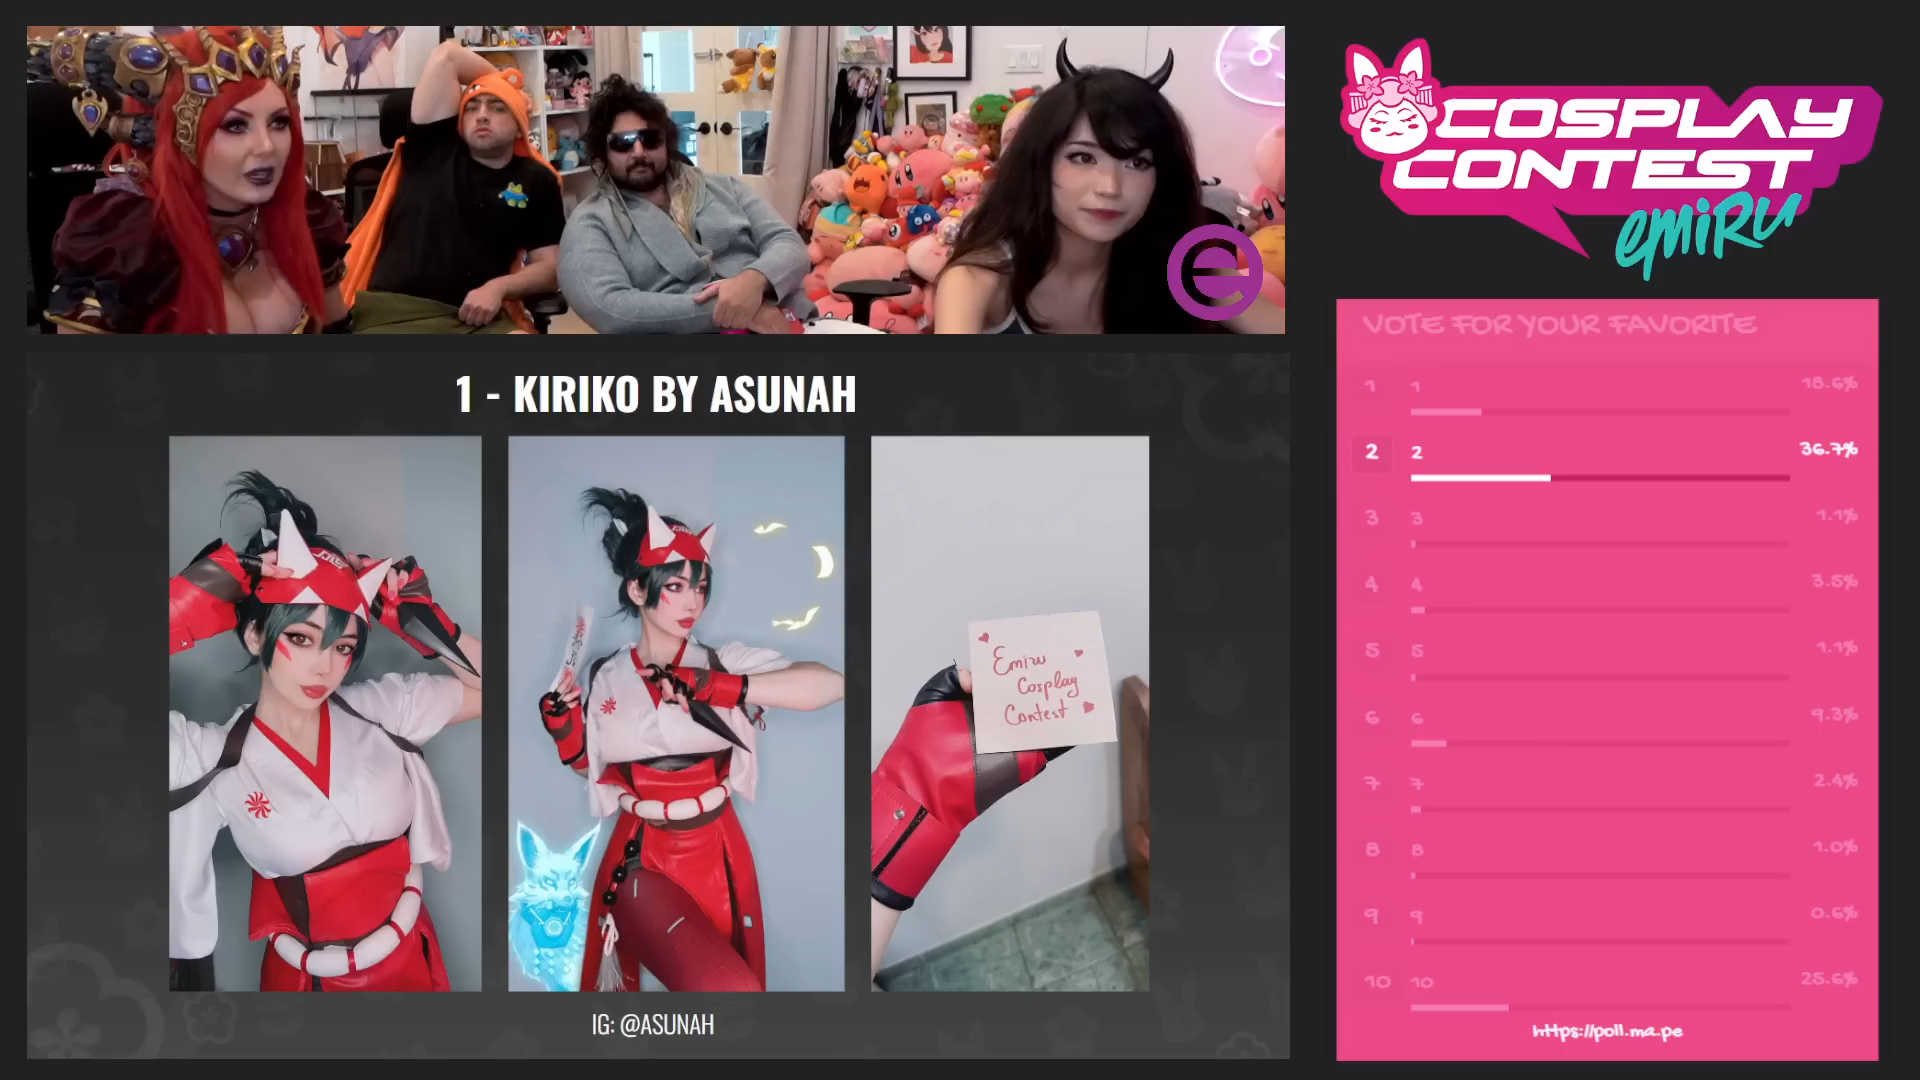 COSPLAY
CONTEST
emiru
1 - KIRIKO BY ASUNAH
Emiru
Cosplay
Contest
IG: @ASUNAH
VOTE FOR YOUR FAVORITE
1 1 18.6%
2 2 36.7%
3 3 1.1%
4 4 3.5%
5 5 1.1%
6 6 9.3%
7 7 2.4%
8 8 1.0%
9 9 0.6%
10 10 25.6%
https://poll.ma.pe